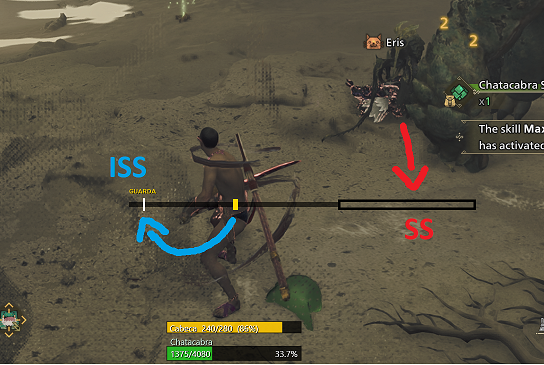 2
Eris
2
Chatacabra S
x1
The skill Max
has activated
ISS
GUARDA
SS
Cabeza 240/280 (85%)
Chatacabra
1375/4080 33.7%